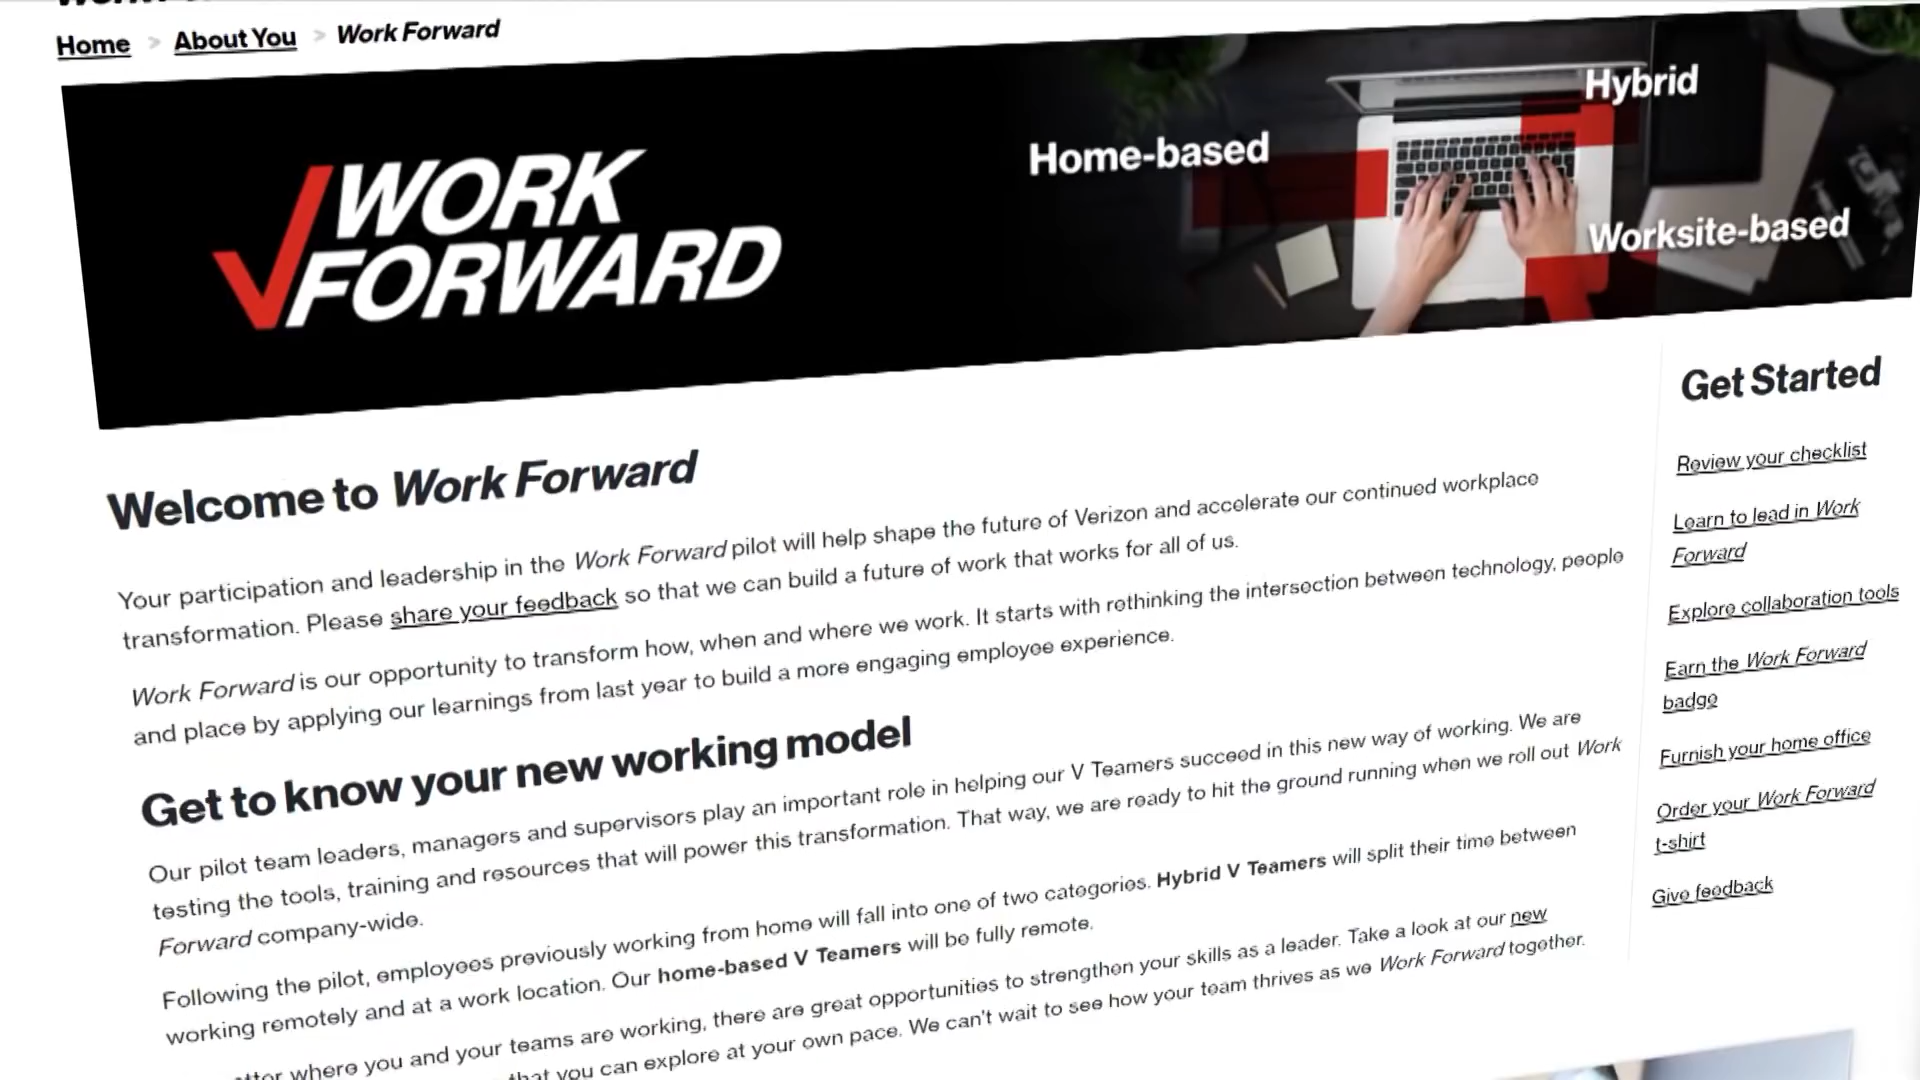 Home > About You > Work Forward
WORK
FORWARD
Home-based
Hybrid
Worksite-based
Welcome to Work Forward
Your participation and leadership in the Work Forward pilot will help shape the future of Verizon and accelerate our continued workplace
transformation. Please share your feedback so that we can build a future of work that works for all of us.
Work Forward is our opportunity to transform how, when and where we work. It starts with rethinking the intersection between technology, people
and place by applying our learnings from last year to build a more engaging employee experience.
Get to know your new working model
Our pilot team leaders, managers and supervisors play an important role in helping our V Teamers succeed in this new way of working. We are
testing the tools, training and resources that will power this transformation. That way, we are ready to hit the ground running when we roll out Work
Forward company-wide.
Following the pilot, employees previously working from home will fall into one of two categories. Hybrid V Teamers will split their time between
working remotely and at a work location. Our home-based V Teamers will be fully remote.
where you and your teams are working, there are great opportunities to strengthen your skills as a leader. Take a look at our new
that you can explore at your own pace. We can't wait to see how your team thrives as we Work Forward together.
Get Started
Review your checklist
Learn to lead in Work
Forward
Explore collaboration tools
Earn the Work Forward
badge
Furnish your home office
Order your Work Forward
t-shirt
Give feedback